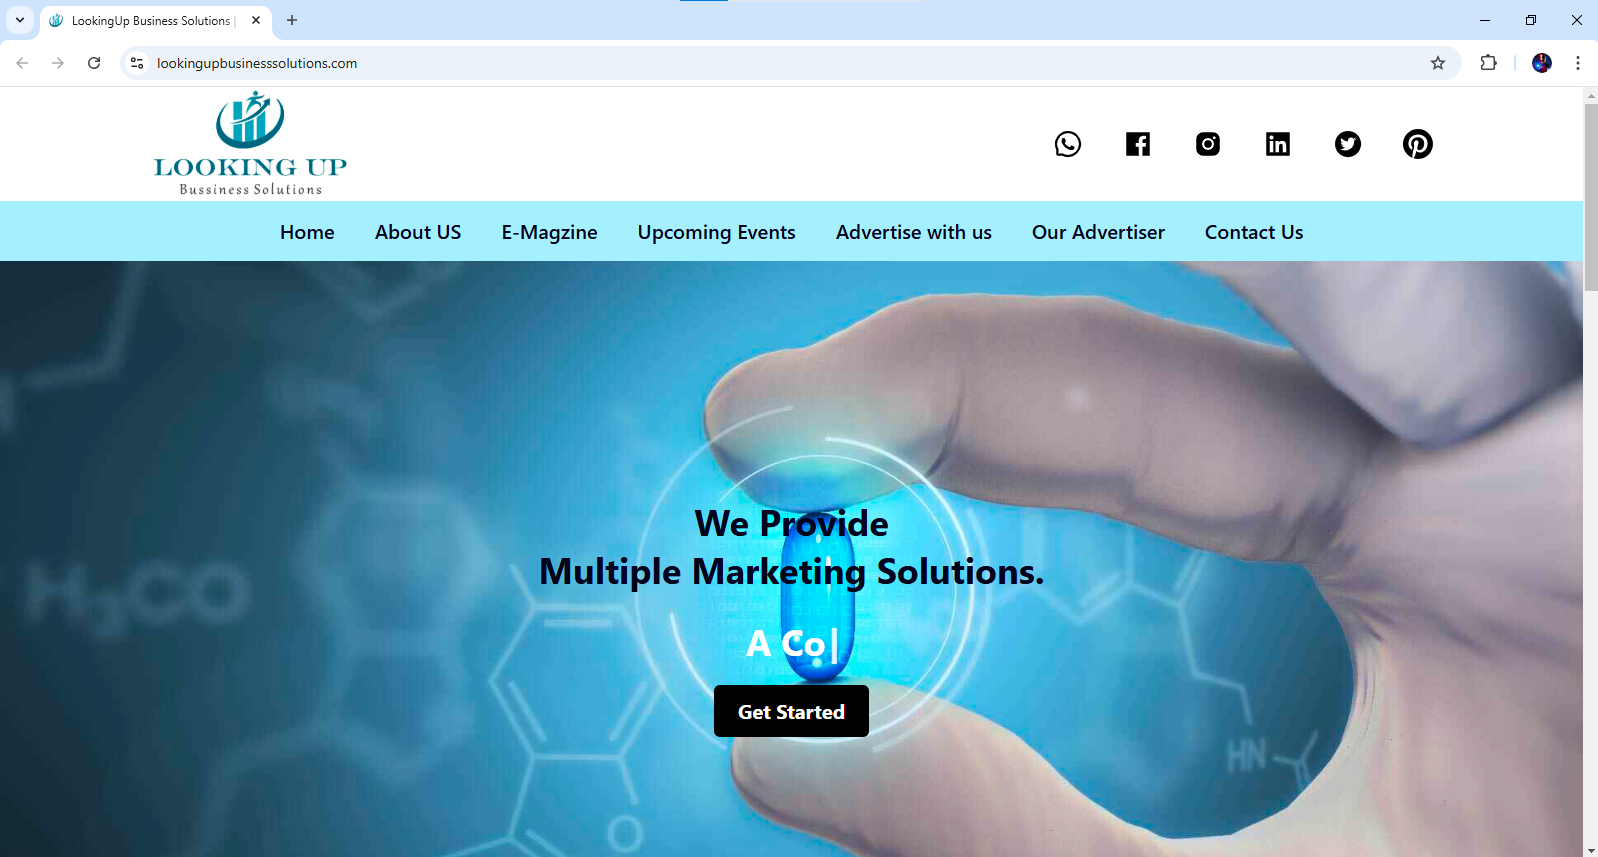 LookingUp Business Solutions |
lookingupbusinesssolutions.com
LOOKING UP
Bussiness Solutions
Home About US E-Magzine Upcoming Events Advertise with us Our Advertiser Contact Us
We Provide
Multiple Marketing Solutions.
A Co|
Get Started
H3CO
HN
O